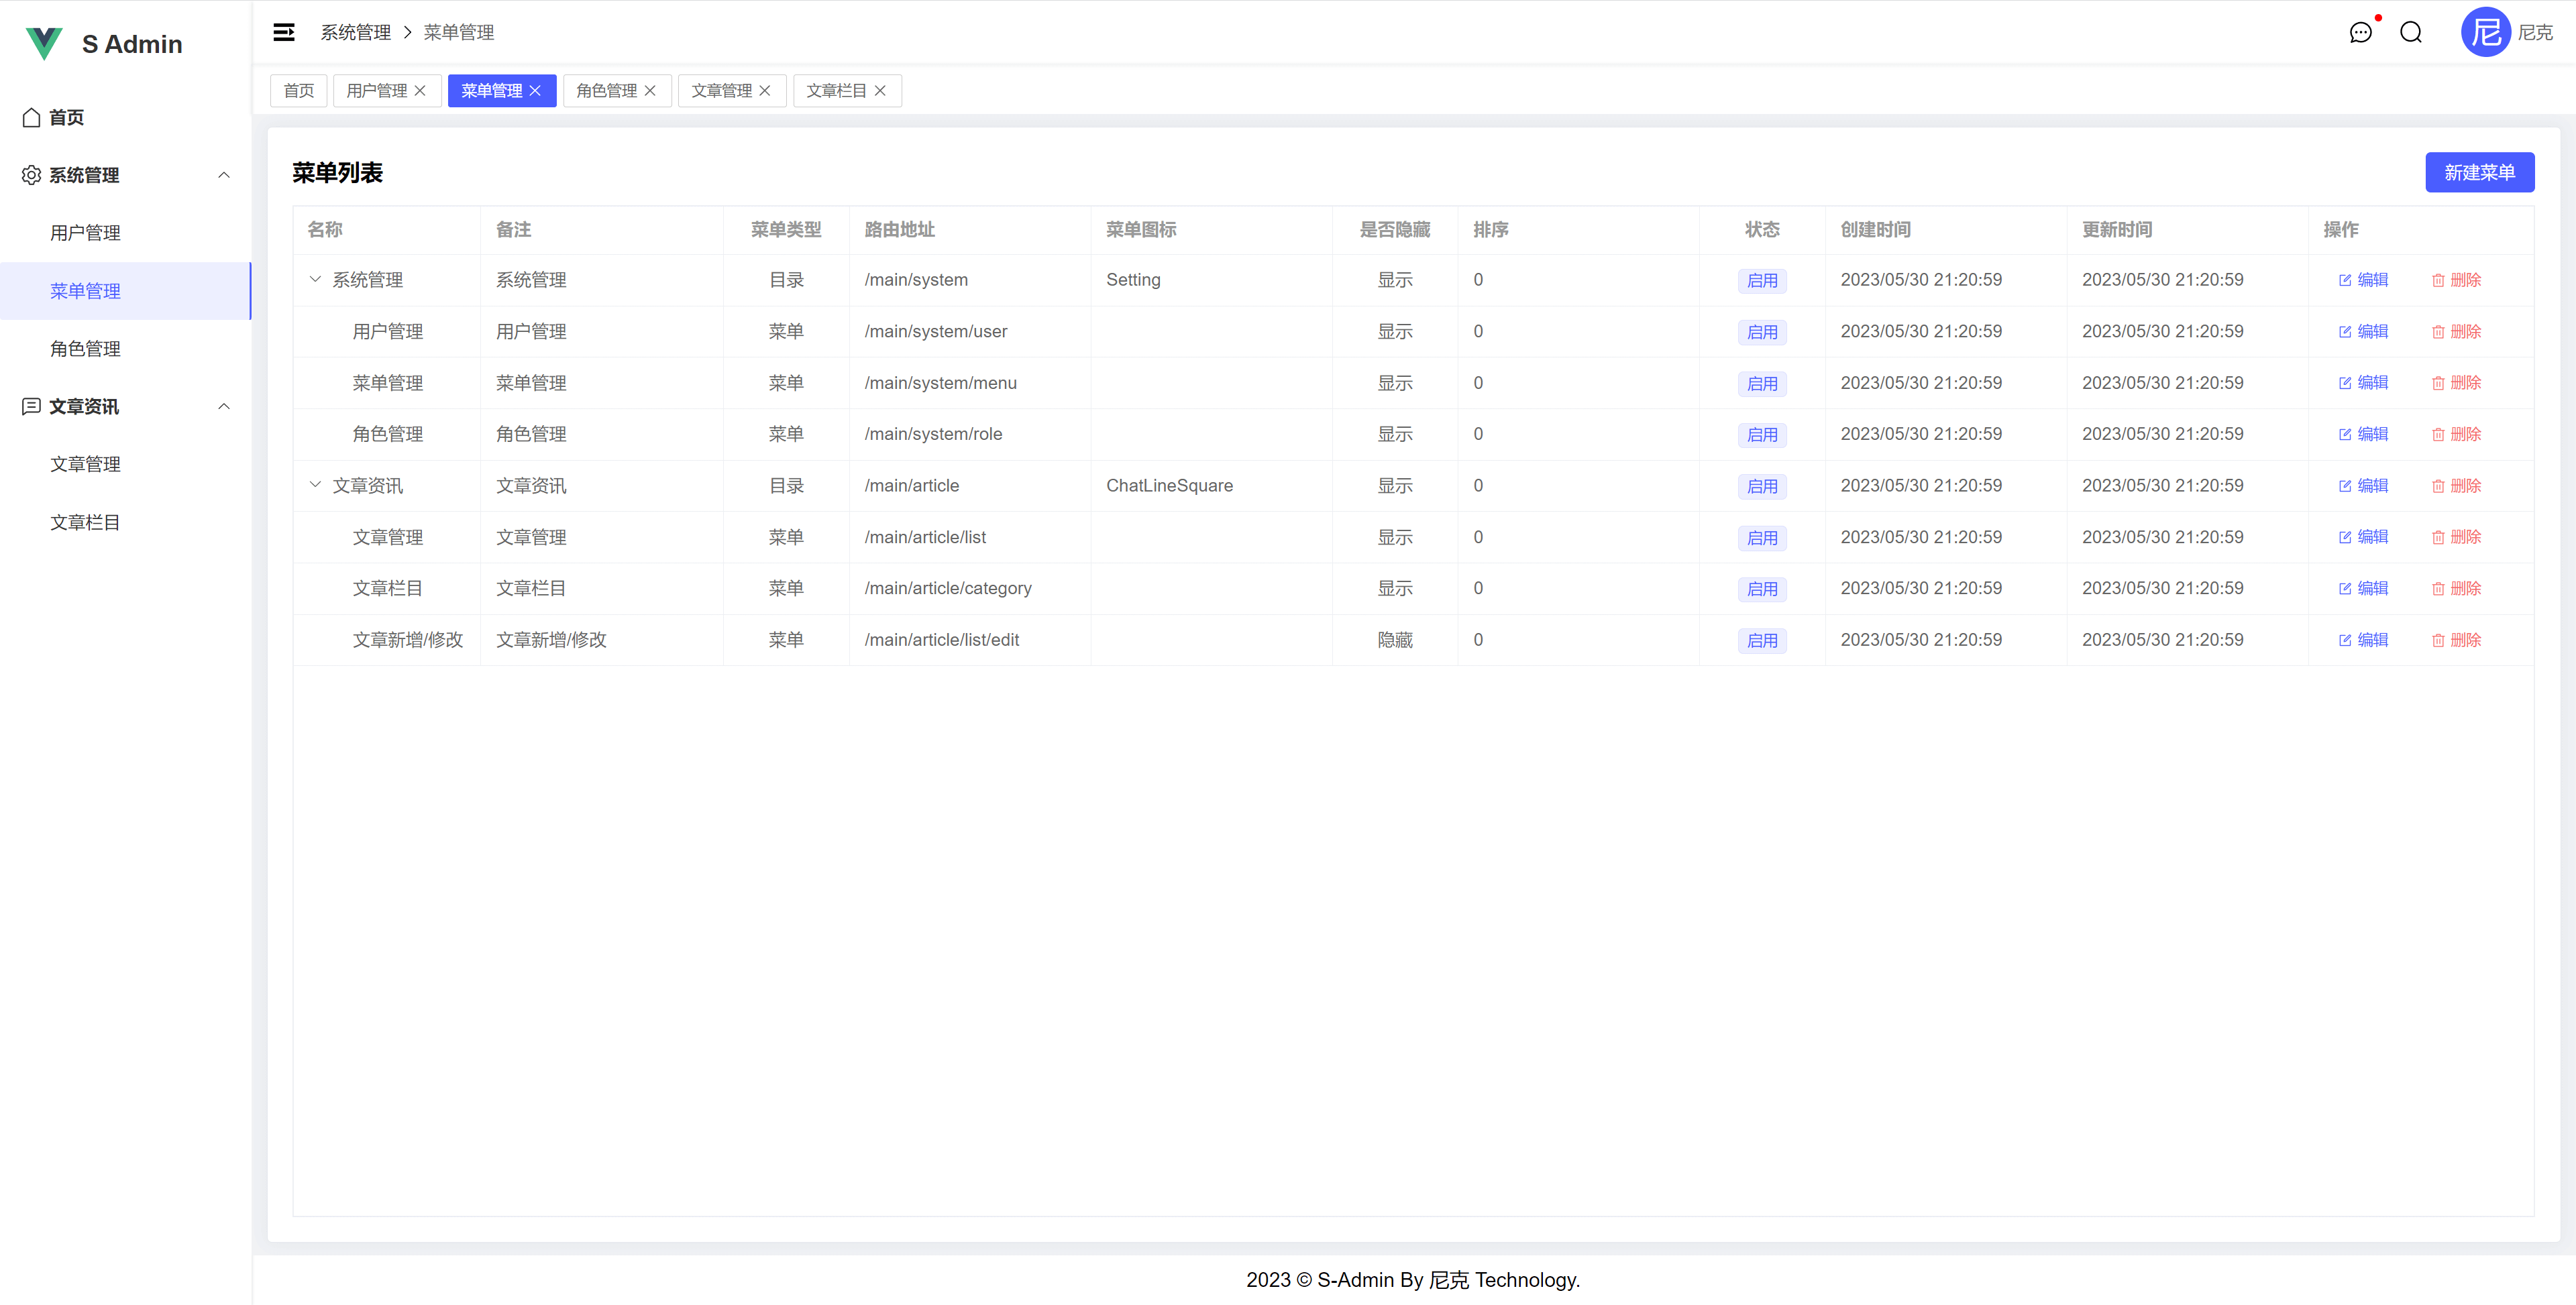 S Admin
首页
系统管理
用户管理
菜单管理
角色管理
文章资讯
文章管理
文章栏目
系统管理 > 菜单管理
尼 尼克
首页 用户管理 菜单管理 角色管理 文章管理 文章栏目
菜单列表 新建菜单
名称 备注 菜单类型 路由地址 菜单图标 是否隐藏 排序 状态 创建时间 更新时间 操作
系统管理 系统管理 目录 /main/system Setting 显示 0 启用 2023/05/30 21:20:59 2023/05/30 21:20:59 编辑 删除
用户管理 用户管理 菜单 /main/system/user 显示 0 启用 2023/05/30 21:20:59 2023/05/30 21:20:59 编辑 删除
菜单管理 菜单管理 菜单 /main/system/menu 显示 0 启用 2023/05/30 21:20:59 2023/05/30 21:20:59 编辑 删除
角色管理 角色管理 菜单 /main/system/role 显示 0 启用 2023/05/30 21:20:59 2023/05/30 21:20:59 编辑 删除
文章资讯 文章资讯 目录 /main/article ChatLineSquare 显示 0 启用 2023/05/30 21:20:59 2023/05/30 21:20:59 编辑 删除
文章管理 文章管理 菜单 /main/article/list 显示 0 启用 2023/05/30 21:20:59 2023/05/30 21:20:59 编辑 删除
文章栏目 文章栏目 菜单 /main/article/category 显示 0 启用 2023/05/30 21:20:59 2023/05/30 21:20:59 编辑 删除
文章新增/修改 文章新增/修改 菜单 /main/article/list/edit 隐藏 0 启用 2023/05/30 21:20:59 2023/05/30 21:20:59 编辑 删除
2023 © S-Admin By 尼克 Technology.